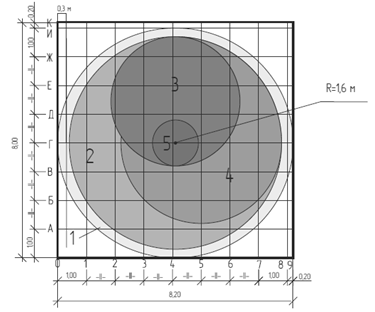 0.3 м
0,20
1,00
-||-
-||-
-||-
-||-
-||-
-||-
1,00
8,00
К
И
Ж
Е
Д
Г
В
Б
А
1
2
3
4
5
R=1,6 м
0 1 2 3 4 5 6 7 8 9
1,00 -||- -||- -||- -||- -||- -||- 1,00 0,20
8,20